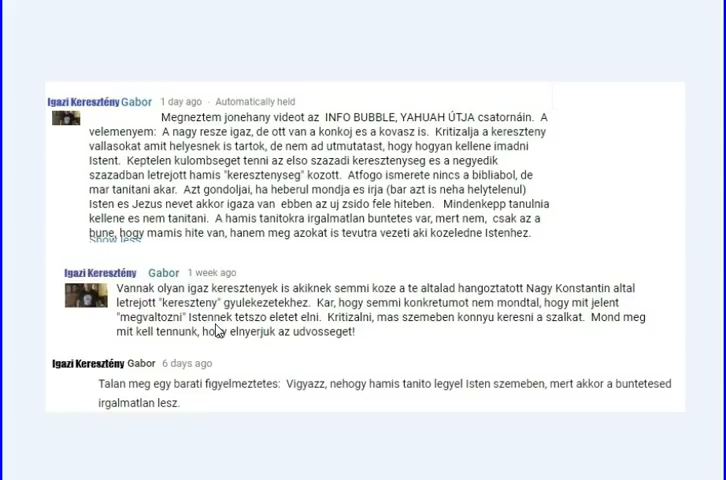 Igazi Keresztény Gabor 1 day ago · Automatically held
Megneztem jonehany videot az INFO BUBBLE, YAHUAH ÚTJA csatornáin. A
velemenyem: A nagy resze igaz, de ott van a konkoj es a kovasz is. Kritizalja a kereszteny
vallasokat amit helyesnek is tartok, de nem ad utmutatast, hogy hogyan kellene imadni
Istent. Keptelen kulombseget tenni az elso szazadi keresztenyseg es a negyedik
szazadban letrejott hamis "keresztenyseg" kozott. Atfogo ismerete nincs a bibliabol, de
mar tanitani akar. Azt gondoljai, ha heberul mondja es irja (bar azt is neha helytelenul)
Isten es Jezus nevet akkor igaza van ebben az uj zsido fele hiteben. Mindenkepp tanulnia
kellene es nem tanitani. A hamis tanitokra irgalmatlan buntetes var, mert nem, csak az a
bune, hogy mamis hite van, hanem meg azokat is tevutra vezeti aki kozeledne Istenhez.
Show less
Igazi Keresztény Gabor 1 week ago
Vannak olyan igaz keresztenyek is akiknek semmi koze a te altalad hangoztatott Nagy Konstantin altal
letrejott "kereszteny" gyulekezetekhez. Kar, hogy semmi konkretumot nem mondtal, hogy mit jelent
"megvaltozni" Istennek tetszo eletet elni. Kritizalni, mas szemeben konnyu keresni a szalkat. Mond meg
mit kell tennunk, hogy elnyerjuk az udvosseget!
Igazi Keresztény Gabor 6 days ago
Talan meg egy barati figyelmeztetes: Vigyazz, nehogy hamis tanito legyel Isten szemeben, mert akkor a buntetesed
irgalmatlan lesz.